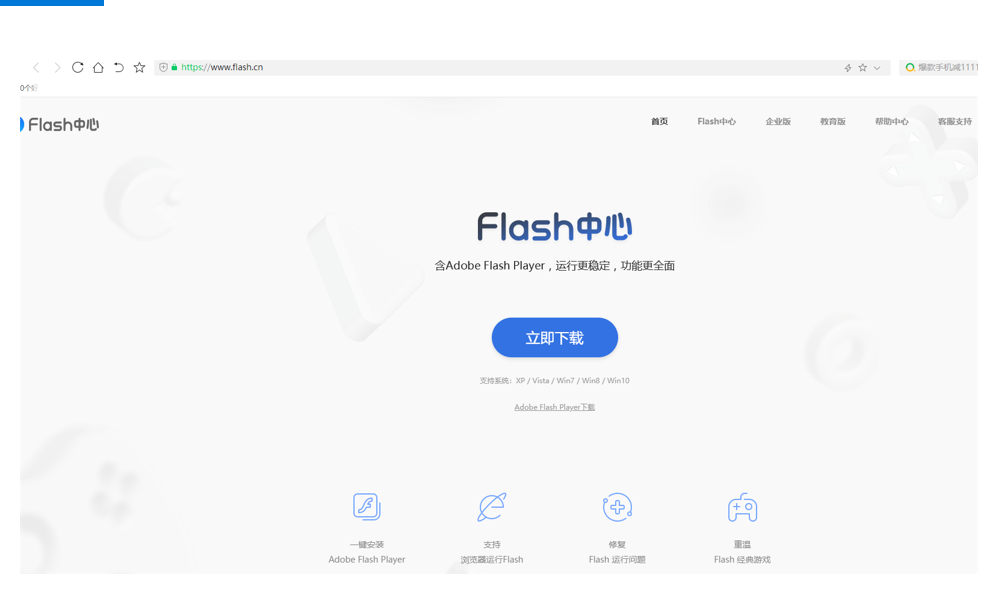 https://www.flash.cn
爆款手机减1111
Flash中心
首页 Flash中心 企业版 教育版 帮助中心 客服支持
Flash中心
含Adobe Flash Player，运行更稳定，功能更全面
立即下载
支持系统：XP / Vista / Win7 / Win8 / Win10
Adobe Flash Player下载
一键安装 支持 修复 重温
Adobe Flash Player 浏览器运行Flash Flash 运行问题 Flash 经典游戏